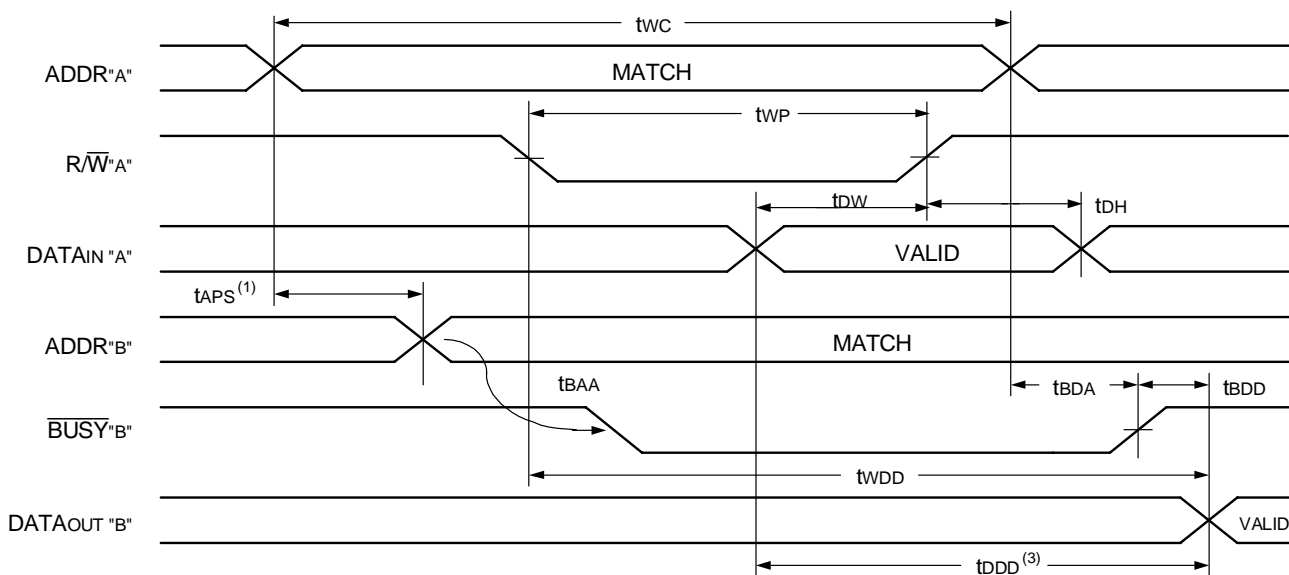 tWC
ADDR"A"
MATCH
tWP
R/W̅"A"
tDW
tDH
DATAIN "A"
VALID
tAPS(1)
ADDR"B"
MATCH
tBAA
tBDA
tBDD
B̅U̅S̅Y̅"B"
tWDD
DATAOUT "B"
VALID
tDDD(3)